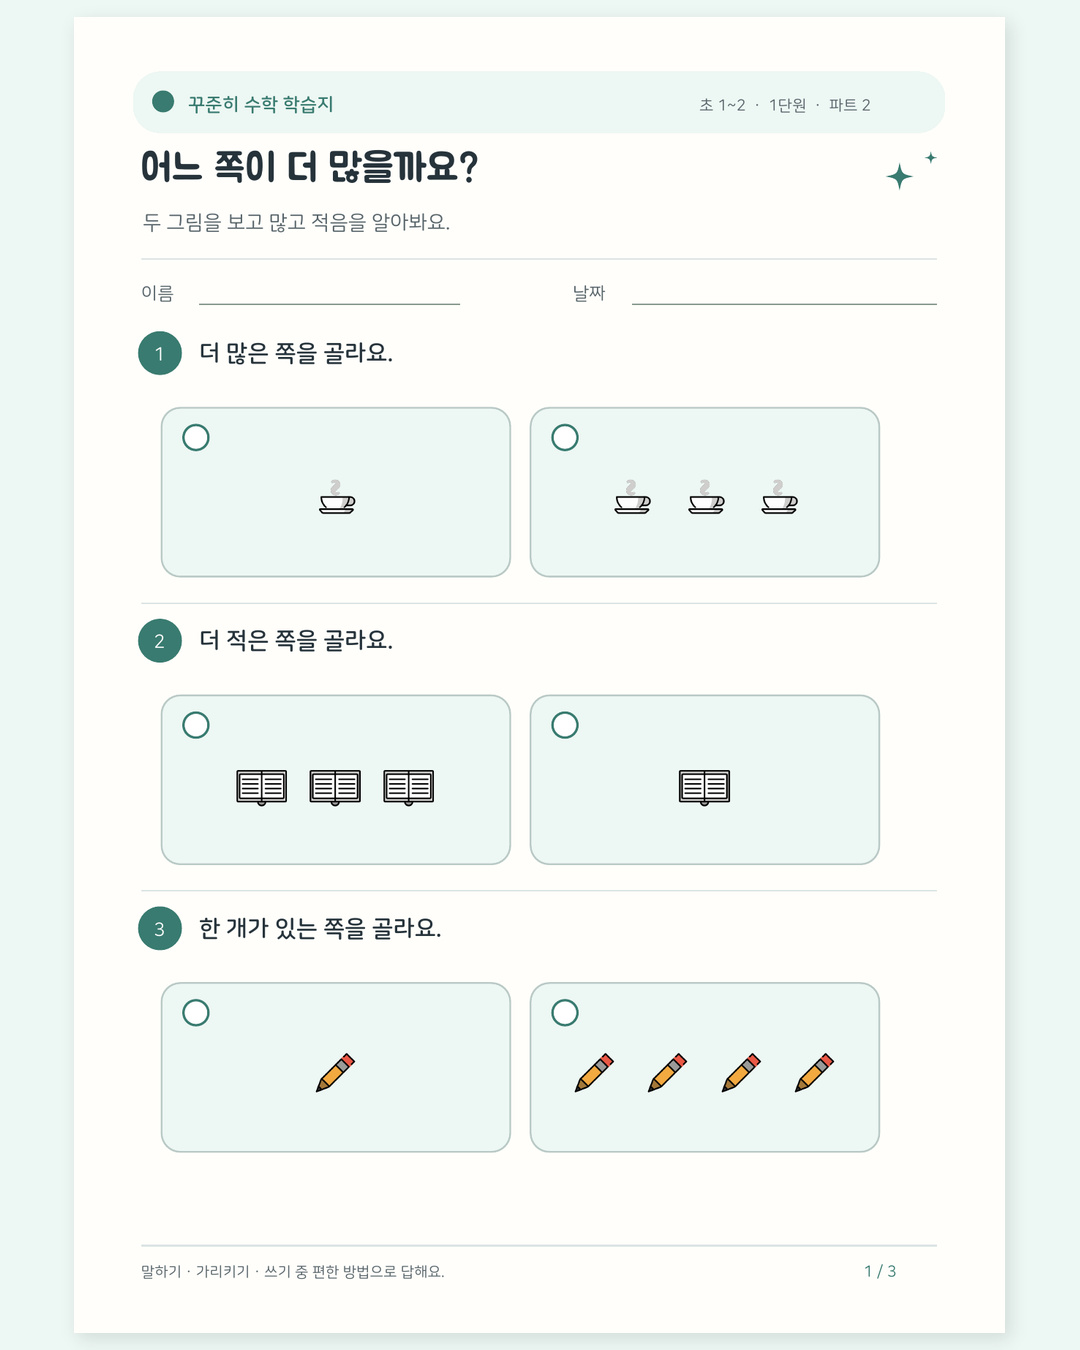 꾸준히 수학 학습지
초 1~2 · 1단원 · 파트 2
어느 쪽이 더 많을까요?
두 그림을 보고 많고 적음을 알아봐요.
이름
날짜
1 더 많은 쪽을 골라요.
2 더 적은 쪽을 골라요.
3 한 개가 있는 쪽을 골라요.
말하기 · 가리키기 · 쓰기 중 편한 방법으로 답해요.
1 / 3